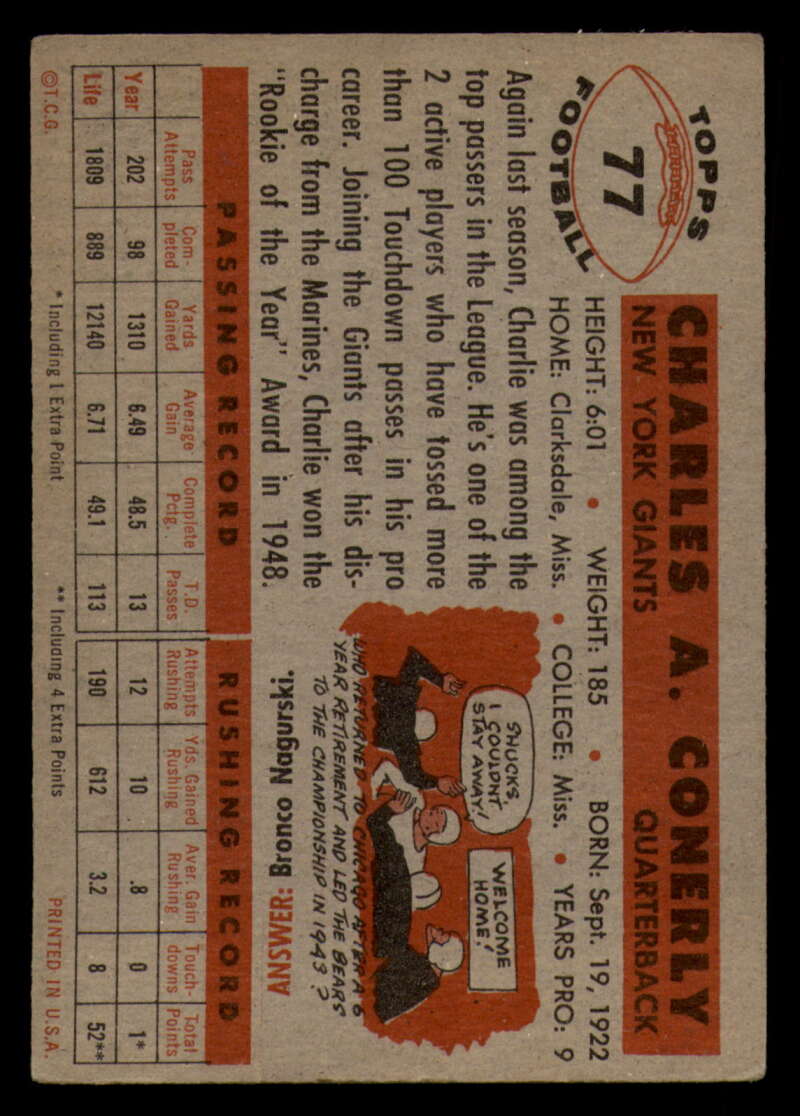 TOPPS
77
FOOTBALL
CHARLES A. CONERLY
NEW YORK GIANTS QUARTERBACK
HEIGHT: 6:01 • WEIGHT: 185 • BORN: Sept. 19, 1922
HOME: Clarksdale, Miss. • COLLEGE: Miss. • YEARS PRO: 9
Again last season, Charlie was among the
top passers in the League. He's one of the
2 active players who have tossed more
than 100 Touchdown passes in his pro
career. Joining the Giants after his dis-
charge from the Marines, Charlie won the
"Rookie of the Year" Award in 1948.
SHUCKS,
I COULDN'T
STAY AWAY!
WELCOME
HOME!
WHO RETURNED TO CHICAGO AFTER A 6
YEAR RETIREMENT AND LED THE BEARS
TO THE CHAMPIONSHIP IN 1943?
ANSWER: Bronco Nagurski.
PASSING RECORD RUSHING RECORD
Pass Attempts Com-pleted Yards Gained Average Gain Complete Pctg. T.D. Passes Attempts Rushing Yds. Gained Rushing Aver. Gain Rushing Touch-downs Total Points
Year 202 98 1310 6.49 48.5 13 12 10 .8 0 1*
Life 1809 889 12140 6.71 49.1 113 190 612 3.2 8 52**
©T.C.G. * Including 1 Extra Point ** Including 4 Extra Points PRINTED IN U.S.A.